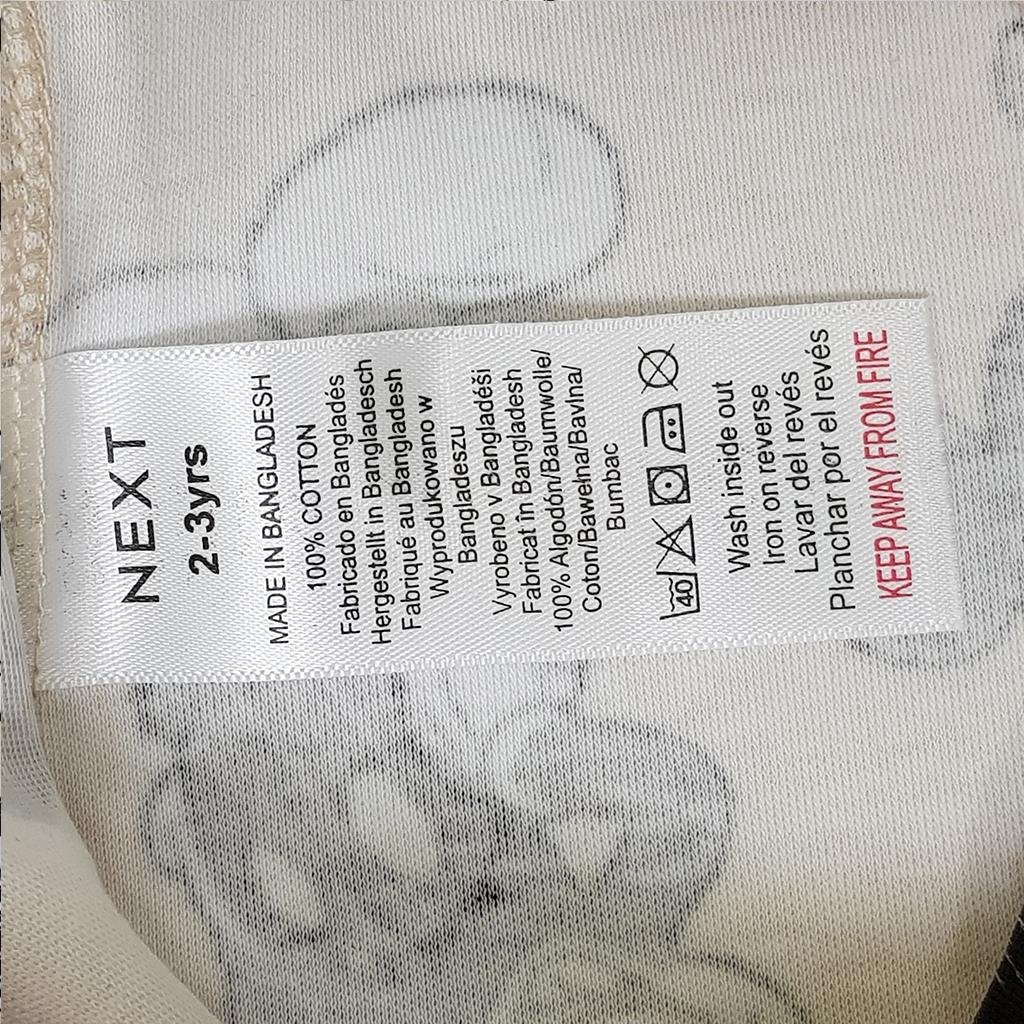 NEXT
2-3yrs
MADE IN BANGLADESH
100% COTTON
Fabricado en Bangladés
Hergestellt in Bangladesch
Fabriqué au Bangladesh
Wyprodukowano w
Bangladeszu
Vyrobeno v Bangladéši
Fabricat în Bangladesh
100% Algodón/Baumwolle/
Coton/Bawełna/Bavlna/
Bumbac
40
Wash inside out
Iron on reverse
Lavar del revés
Planchar por el revés
KEEP AWAY FROM FIRE